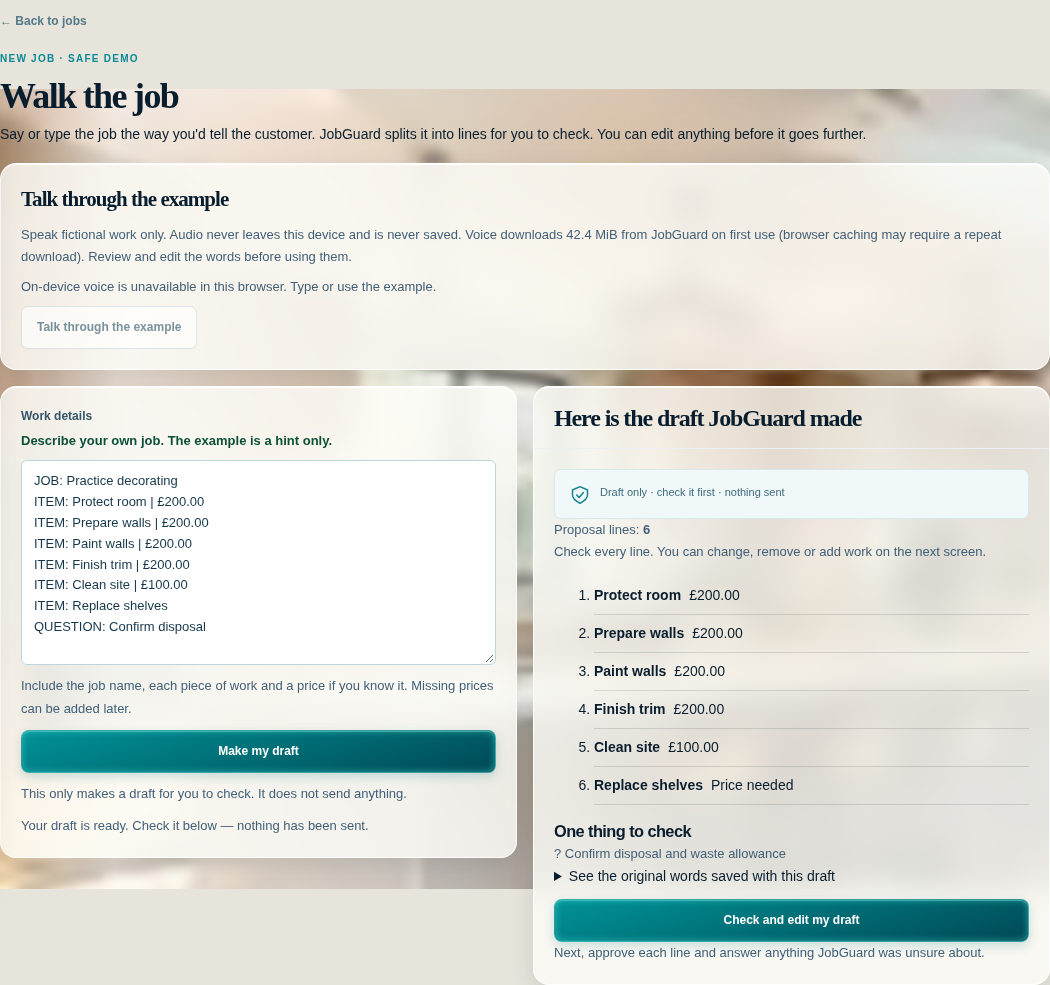 ← Back to jobs
NEW JOB · SAFE DEMO
Walk the job
Say or type the job the way you'd tell the customer. JobGuard splits it into lines for you to check. You can edit anything before it goes further.
Talk through the example
Speak fictional work only. Audio never leaves this device and is never saved. Voice downloads 42.4 MiB from JobGuard on first use (browser caching may require a repeat
download). Review and edit the words before using them.
On-device voice is unavailable in this browser. Type or use the example.
Talk through the example
Work details
Describe your own job. The example is a hint only.
JOB: Practice decorating
ITEM: Protect room | £200.00
ITEM: Prepare walls | £200.00
ITEM: Paint walls | £200.00
ITEM: Finish trim | £200.00
ITEM: Clean site | £100.00
ITEM: Replace shelves
QUESTION: Confirm disposal
Include the job name, each piece of work and a price if you know it. Missing prices
can be added later.
Make my draft
This only makes a draft for you to check. It does not send anything.
Your draft is ready. Check it below — nothing has been sent.
Here is the draft JobGuard made
Draft only · check it first · nothing sent
Proposal lines: 6
Check every line. You can change, remove or add work on the next screen.
1. Protect room £200.00
2. Prepare walls £200.00
3. Paint walls £200.00
4. Finish trim £200.00
5. Clean site £100.00
6. Replace shelves Price needed
One thing to check
? Confirm disposal and waste allowance
▶ See the original words saved with this draft
Check and edit my draft
Next, approve each line and answer anything JobGuard was unsure about.